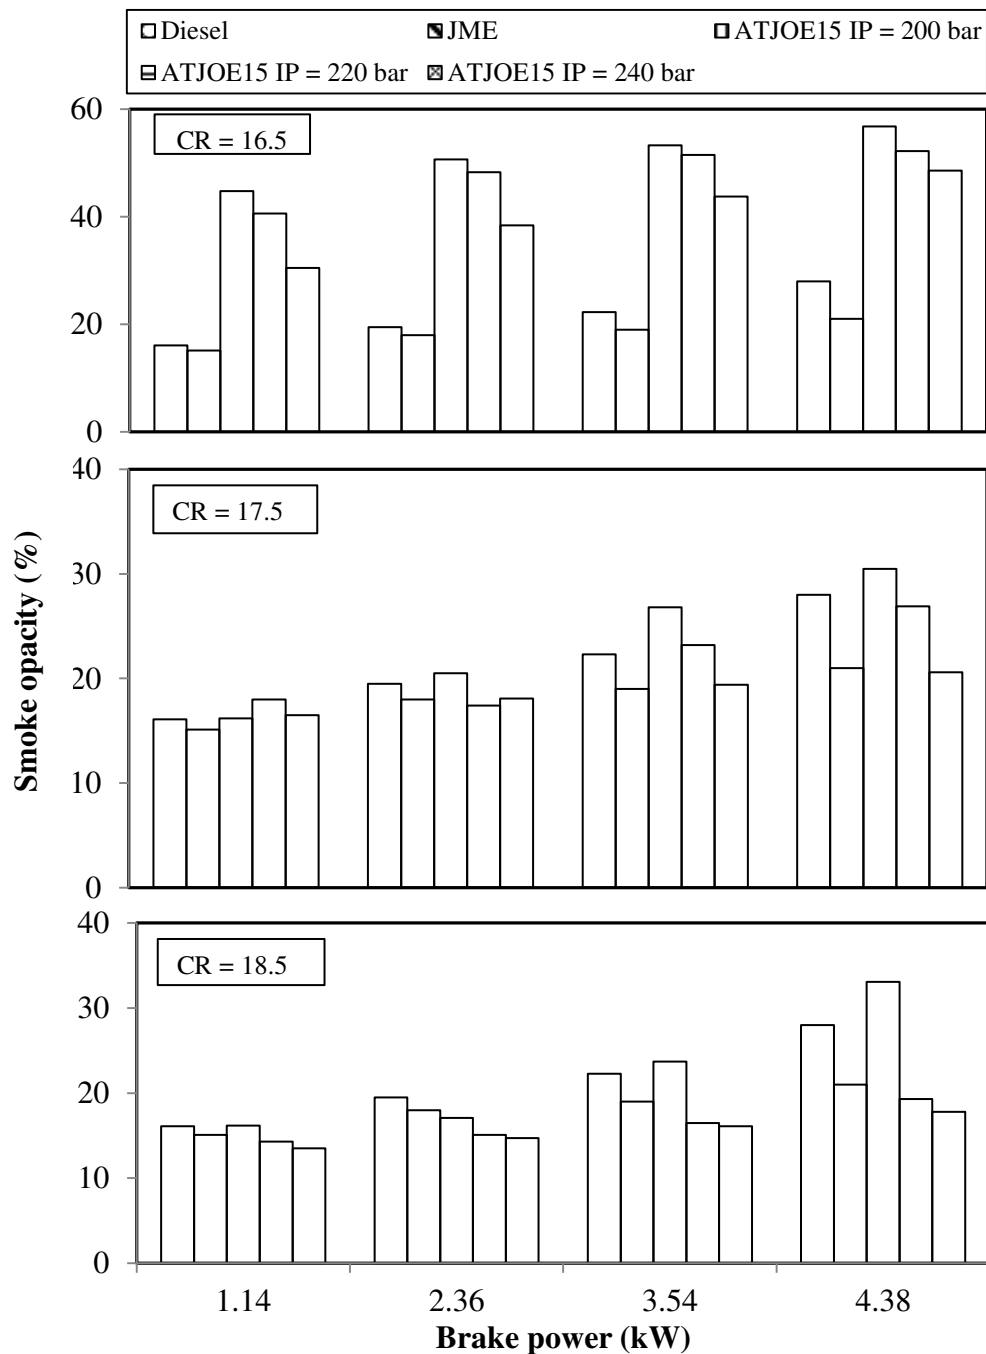 Diesel JME ATJOE15 IP = 200 bar
ATJOE15 IP = 220 bar ATJOE15 IP = 240 bar
60
CR = 16.5
40
20
0
40
CR = 17.5
30
20
10
0
Smoke opacity (%)
40
CR = 18.5
30
20
10
0
1.14 2.36 3.54 4.38
Brake power (kW)